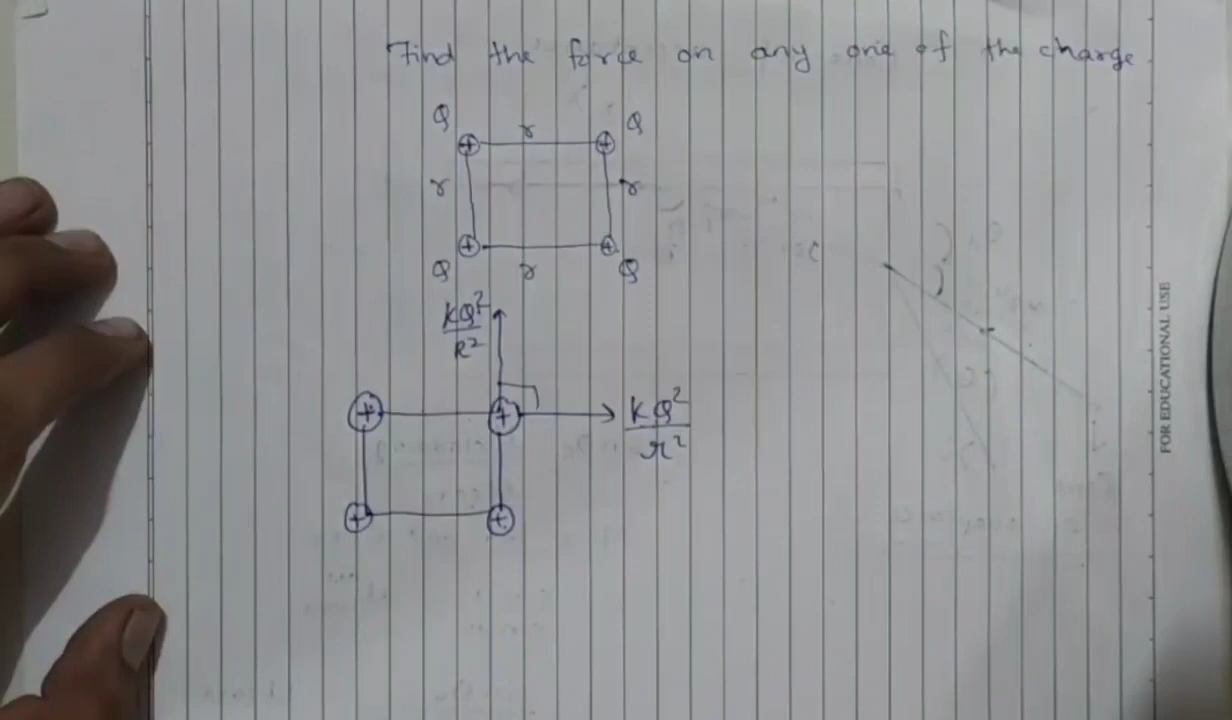 Find the force on any one of the charge
Q r Q
r r
Q r Q
KQ²
R²
+ +
KQ²
r²
+ +
FOR EDUCATIONAL USE